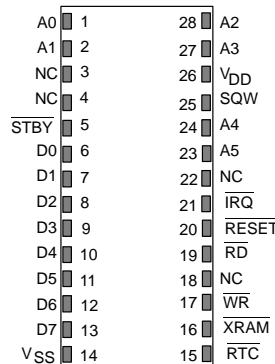 A0 1 28 A2
A1 2 27 A3
NC 3 26 VDD
NC 4 25 SQW
STBY 5 24 A4
D0 6 23 A5
D1 7 22 NC
D2 8 21 IRQ
D3 9 20 RESET
D4 10 19 RD
D5 11 18 NC
D6 12 17 WR
D7 13 16 XRAM
VSS 14 15 RTC